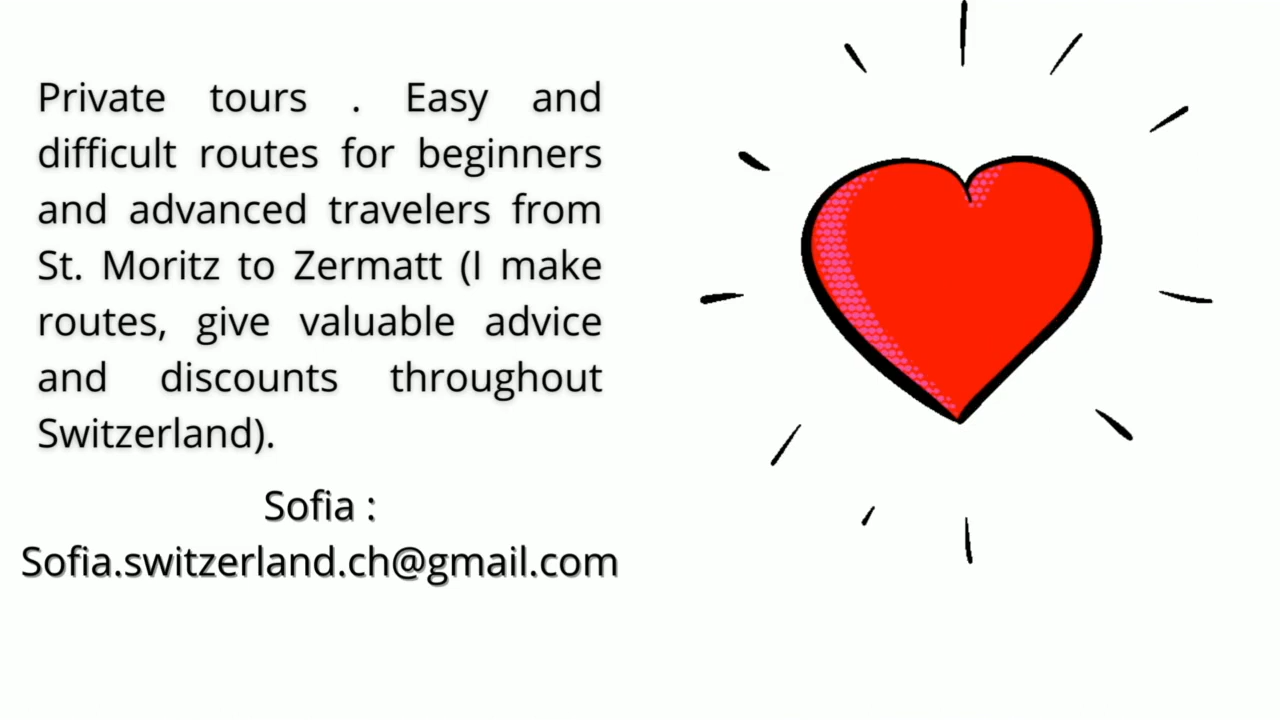 Private tours . Easy and
difficult routes for beginners
and advanced travelers from
St. Moritz to Zermatt (I make
routes, give valuable advice
and discounts throughout
Switzerland).
Sofia :
Sofia.switzerland.ch@gmail.com